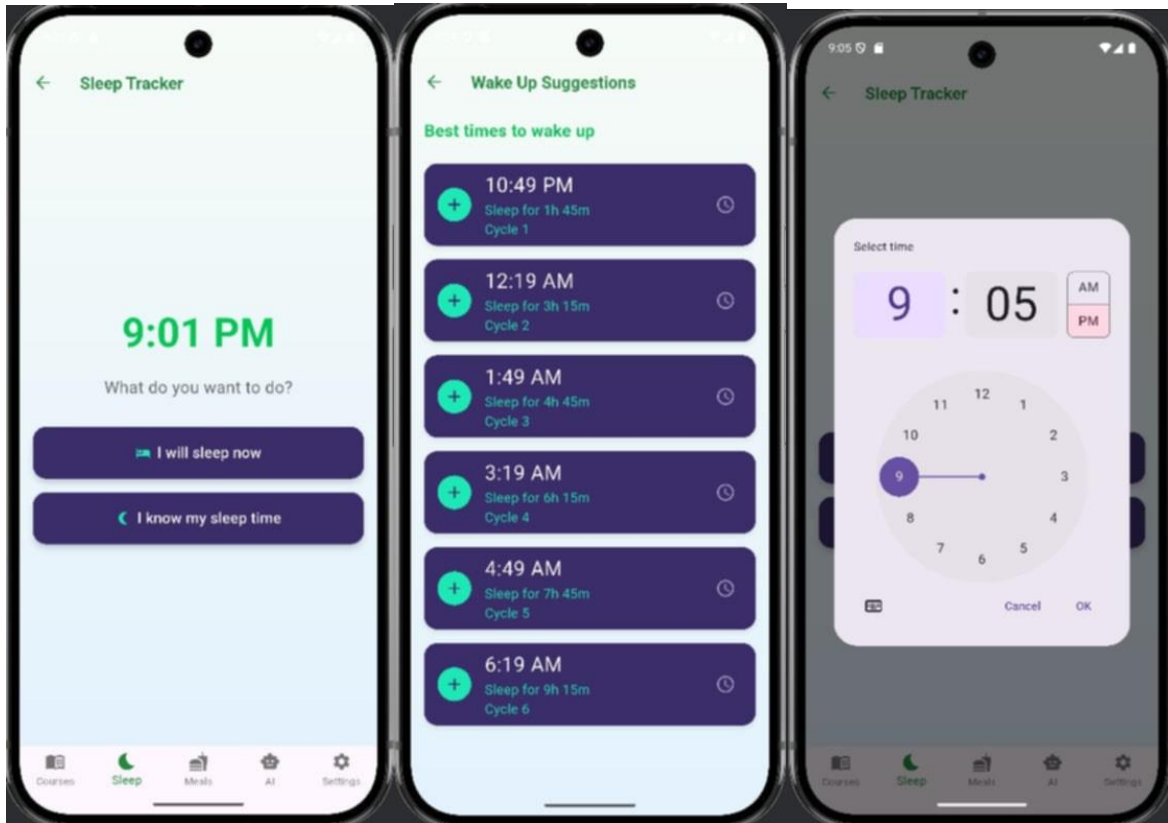 Sleep Tracker
9:01 PM
What do you want to do?
I will sleep now
I know my sleep time
Courses
Sleep
Meals
AI
Settings
Wake Up Suggestions
Best times to wake up
10:49 PM
Sleep for 1h 45m
Cycle 1
12:19 AM
Sleep for 3h 15m
Cycle 2
1:49 AM
Sleep for 4h 45m
Cycle 3
3:19 AM
Sleep for 6h 15m
Cycle 4
4:49 AM
Sleep for 7h 45m
Cycle 5
6:19 AM
Sleep for 9h 15m
Cycle 6
9:05
Sleep Tracker
Select time
9 : 05
AM
PM
12
1
2
3
4
5
6
7
8
9
10
11
Cancel OK
Courses
Sleep
Meals
AI
Settings